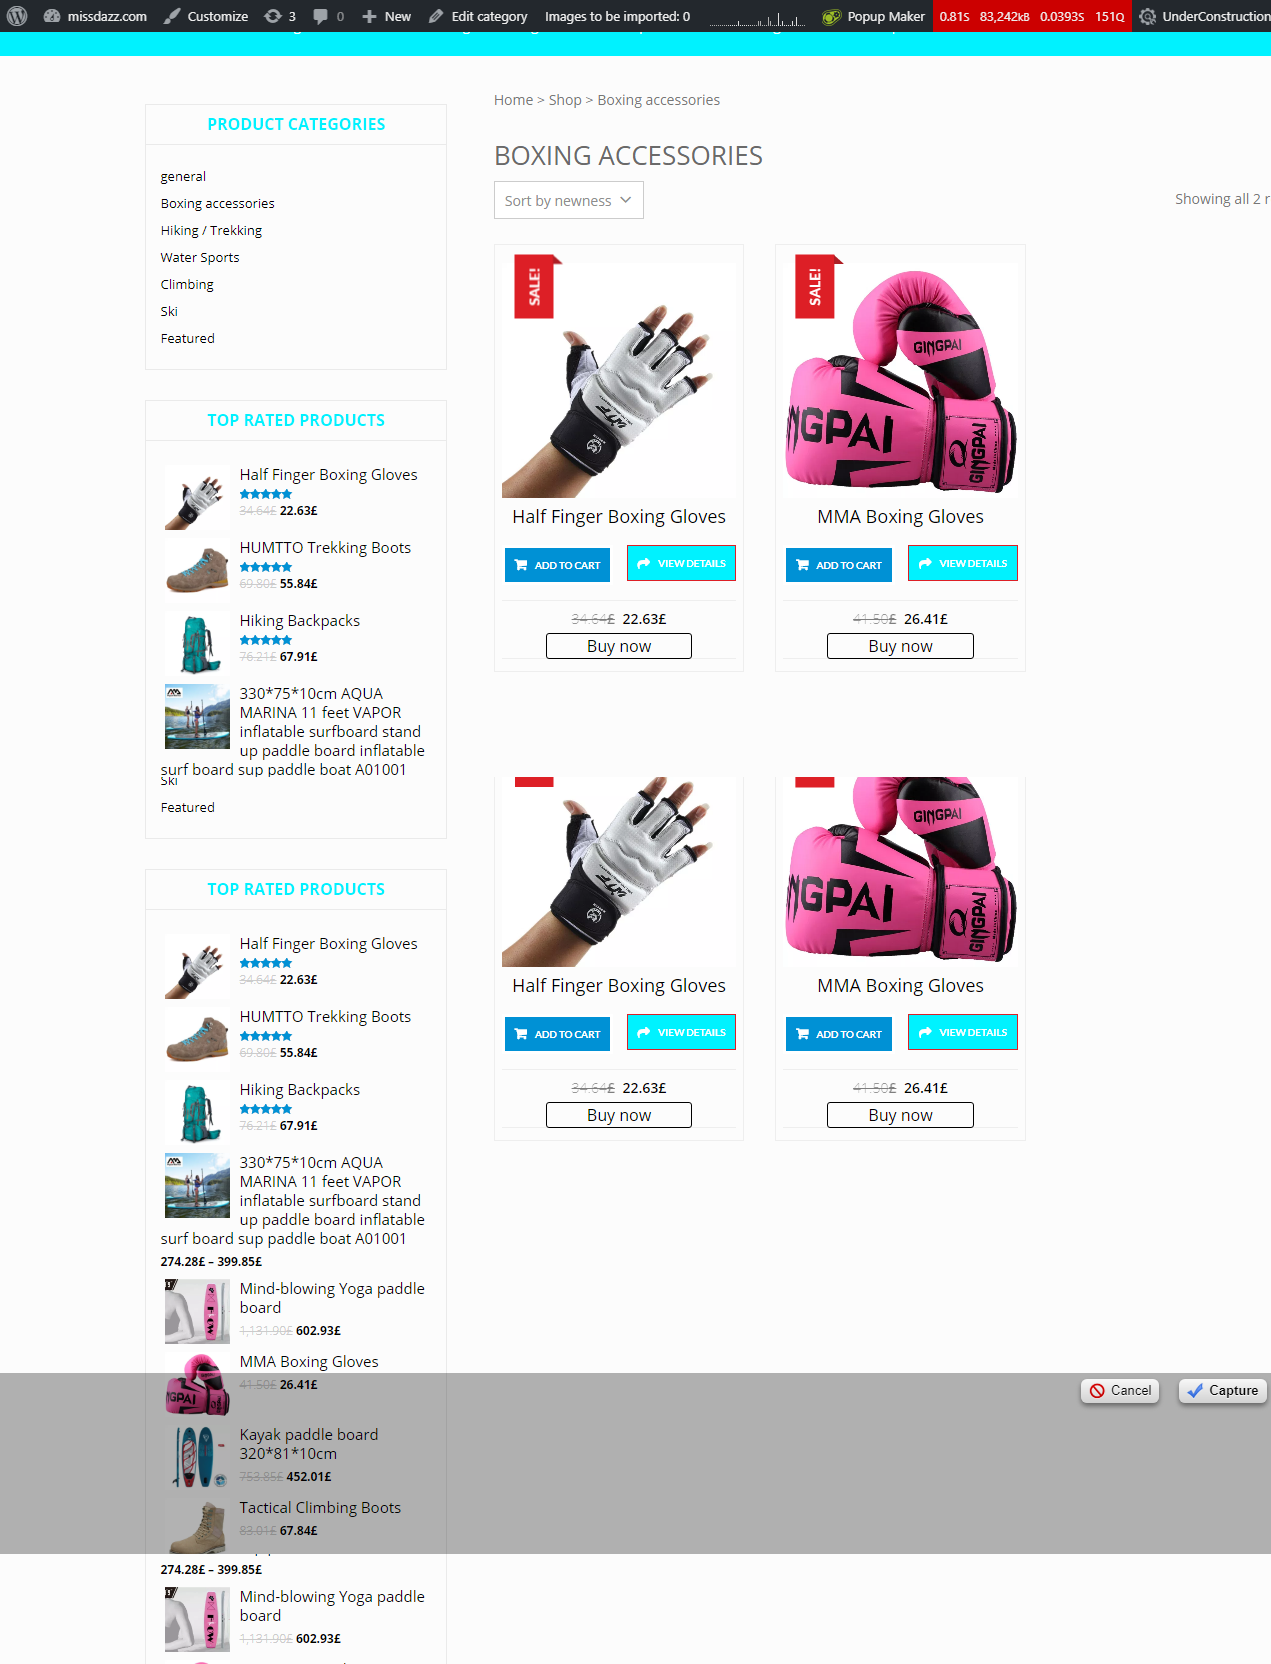 missdazz.com Customize 3 0 New Edit category Images to be imported: 0 Popup Maker 0.81S 83,242KB 0.0393S 151Q UnderConstruction
Home > Shop > Boxing accessories
PRODUCT CATEGORIES
general
Boxing accessories
Hiking / Trekking
Water Sports
Climbing
Ski
Featured
BOXING ACCESSORIES
Sort by newness
Showing all 2 r
TOP RATED PRODUCTS
Half Finger Boxing Gloves
34.64£ 22.63£
HUMTTO Trekking Boots
69.80£ 55.84£
Hiking Backpacks
76.21£ 67.91£
330*75*10cm AQUA
MARINA 11 feet VAPOR
inflatable surfboard stand
up paddle board inflatable
surf board sup paddle boat A01001
SALE!
Half Finger Boxing Gloves
ADD TO CART
VIEW DETAILS
34.64£ 22.63£
Buy now
SALE!
GINGPAI
NGPAI
GINGPAI
MMA Boxing Gloves
ADD TO CART
VIEW DETAILS
41.50£ 26.41£
Buy now
Ski
Featured
TOP RATED PRODUCTS
Half Finger Boxing Gloves
34.64£ 22.63£
HUMTTO Trekking Boots
69.80£ 55.84£
Hiking Backpacks
76.21£ 67.91£
330*75*10cm AQUA
MARINA 11 feet VAPOR
inflatable surfboard stand
up paddle board inflatable
surf board sup paddle boat A01001
274.28£ – 399.85£
Mind-blowing Yoga paddle
board
1,131.90£ 602.93£
MMA Boxing Gloves
41.50£ 26.41£
Kayak paddle board
320*81*10cm
753.85£ 452.01£
Tactical Climbing Boots
83.01£ 67.84£
274.28£ – 399.85£
Mind-blowing Yoga paddle
board
1,131.90£ 602.93£
Half Finger Boxing Gloves
ADD TO CART
VIEW DETAILS
34.64£ 22.63£
Buy now
GINGPAI
NGPAI
GINGPAI
MMA Boxing Gloves
ADD TO CART
VIEW DETAILS
41.50£ 26.41£
Buy now
Cancel
Capture